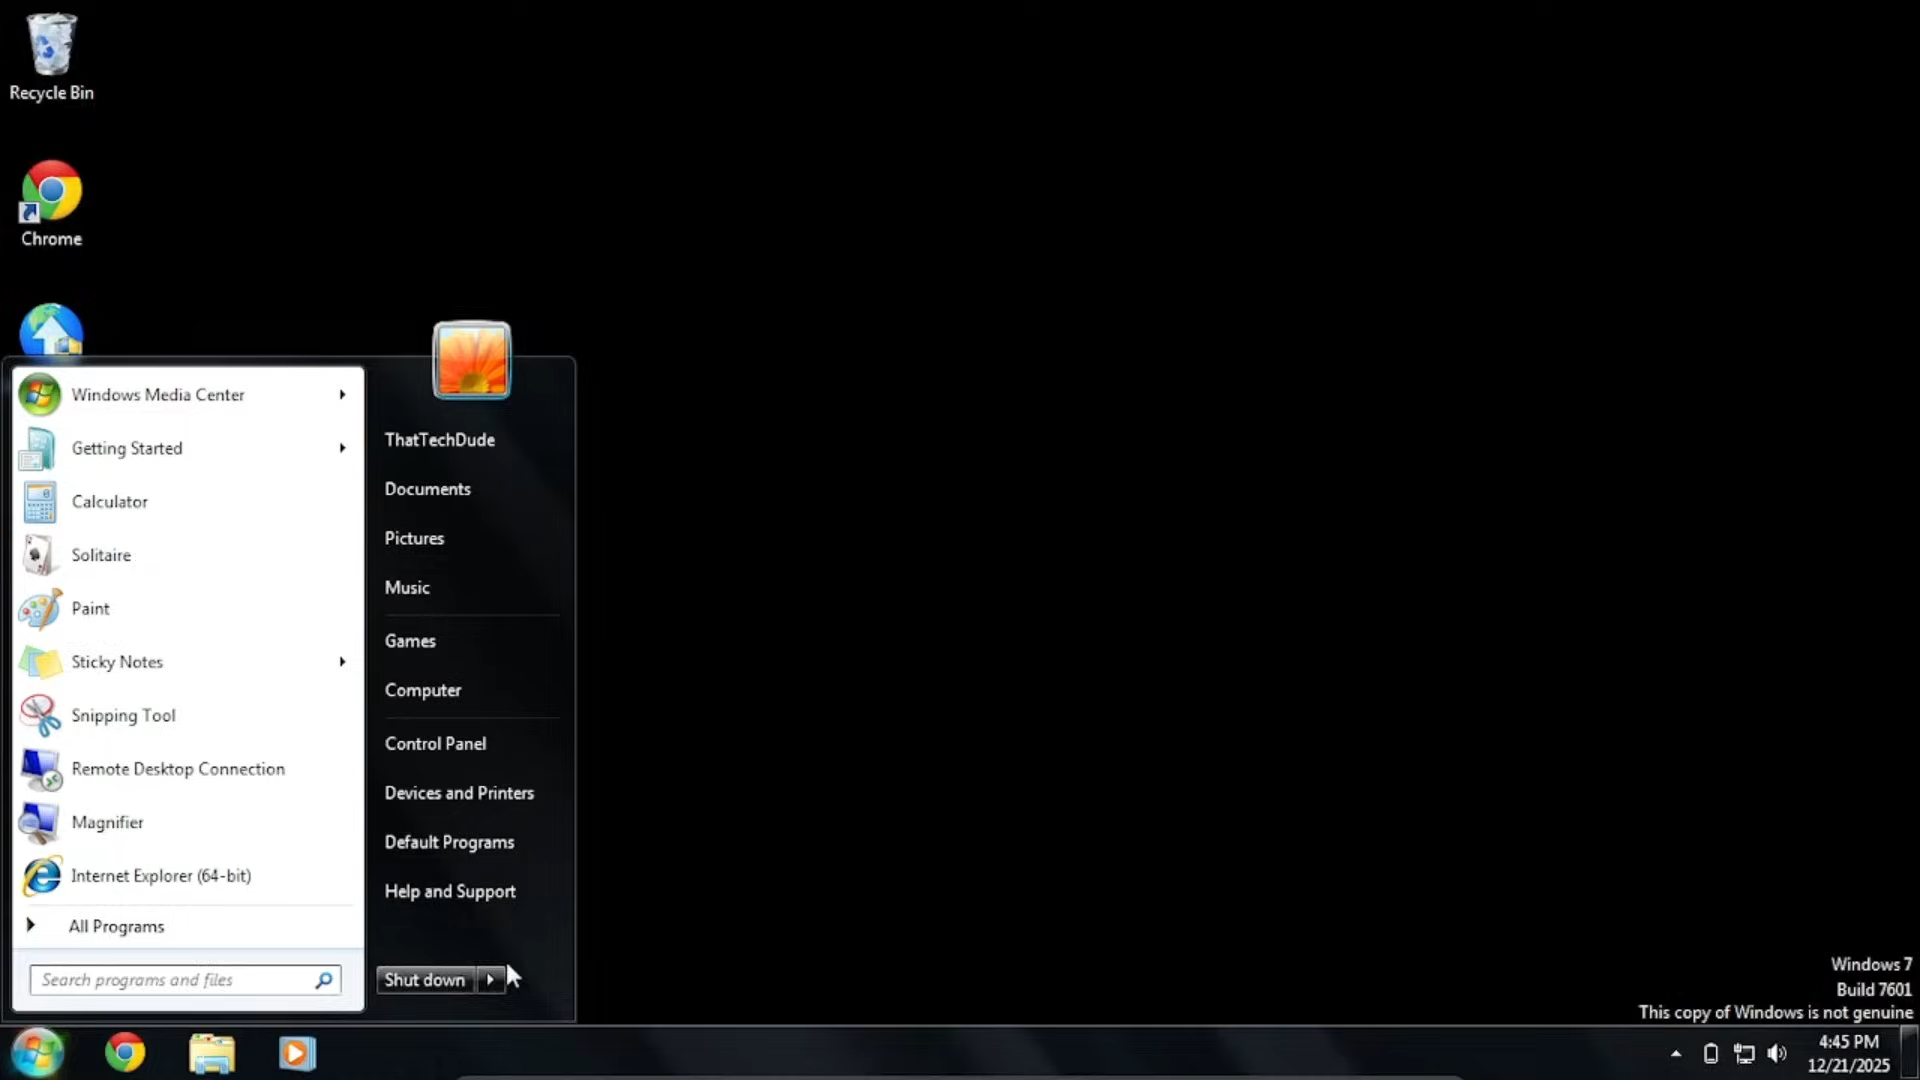 Recycle Bin
Chrome
Windows Media Center
Getting Started
Calculator
Solitaire
Paint
Sticky Notes
Snipping Tool
Remote Desktop Connection
Magnifier
Internet Explorer (64-bit)
All Programs
Search programs and files
ThatTechDude
Documents
Pictures
Music
Games
Computer
Control Panel
Devices and Printers
Default Programs
Help and Support
Shut down
Windows 7
Build 7601
This copy of Windows is not genuine
4:45 PM
12/21/2025